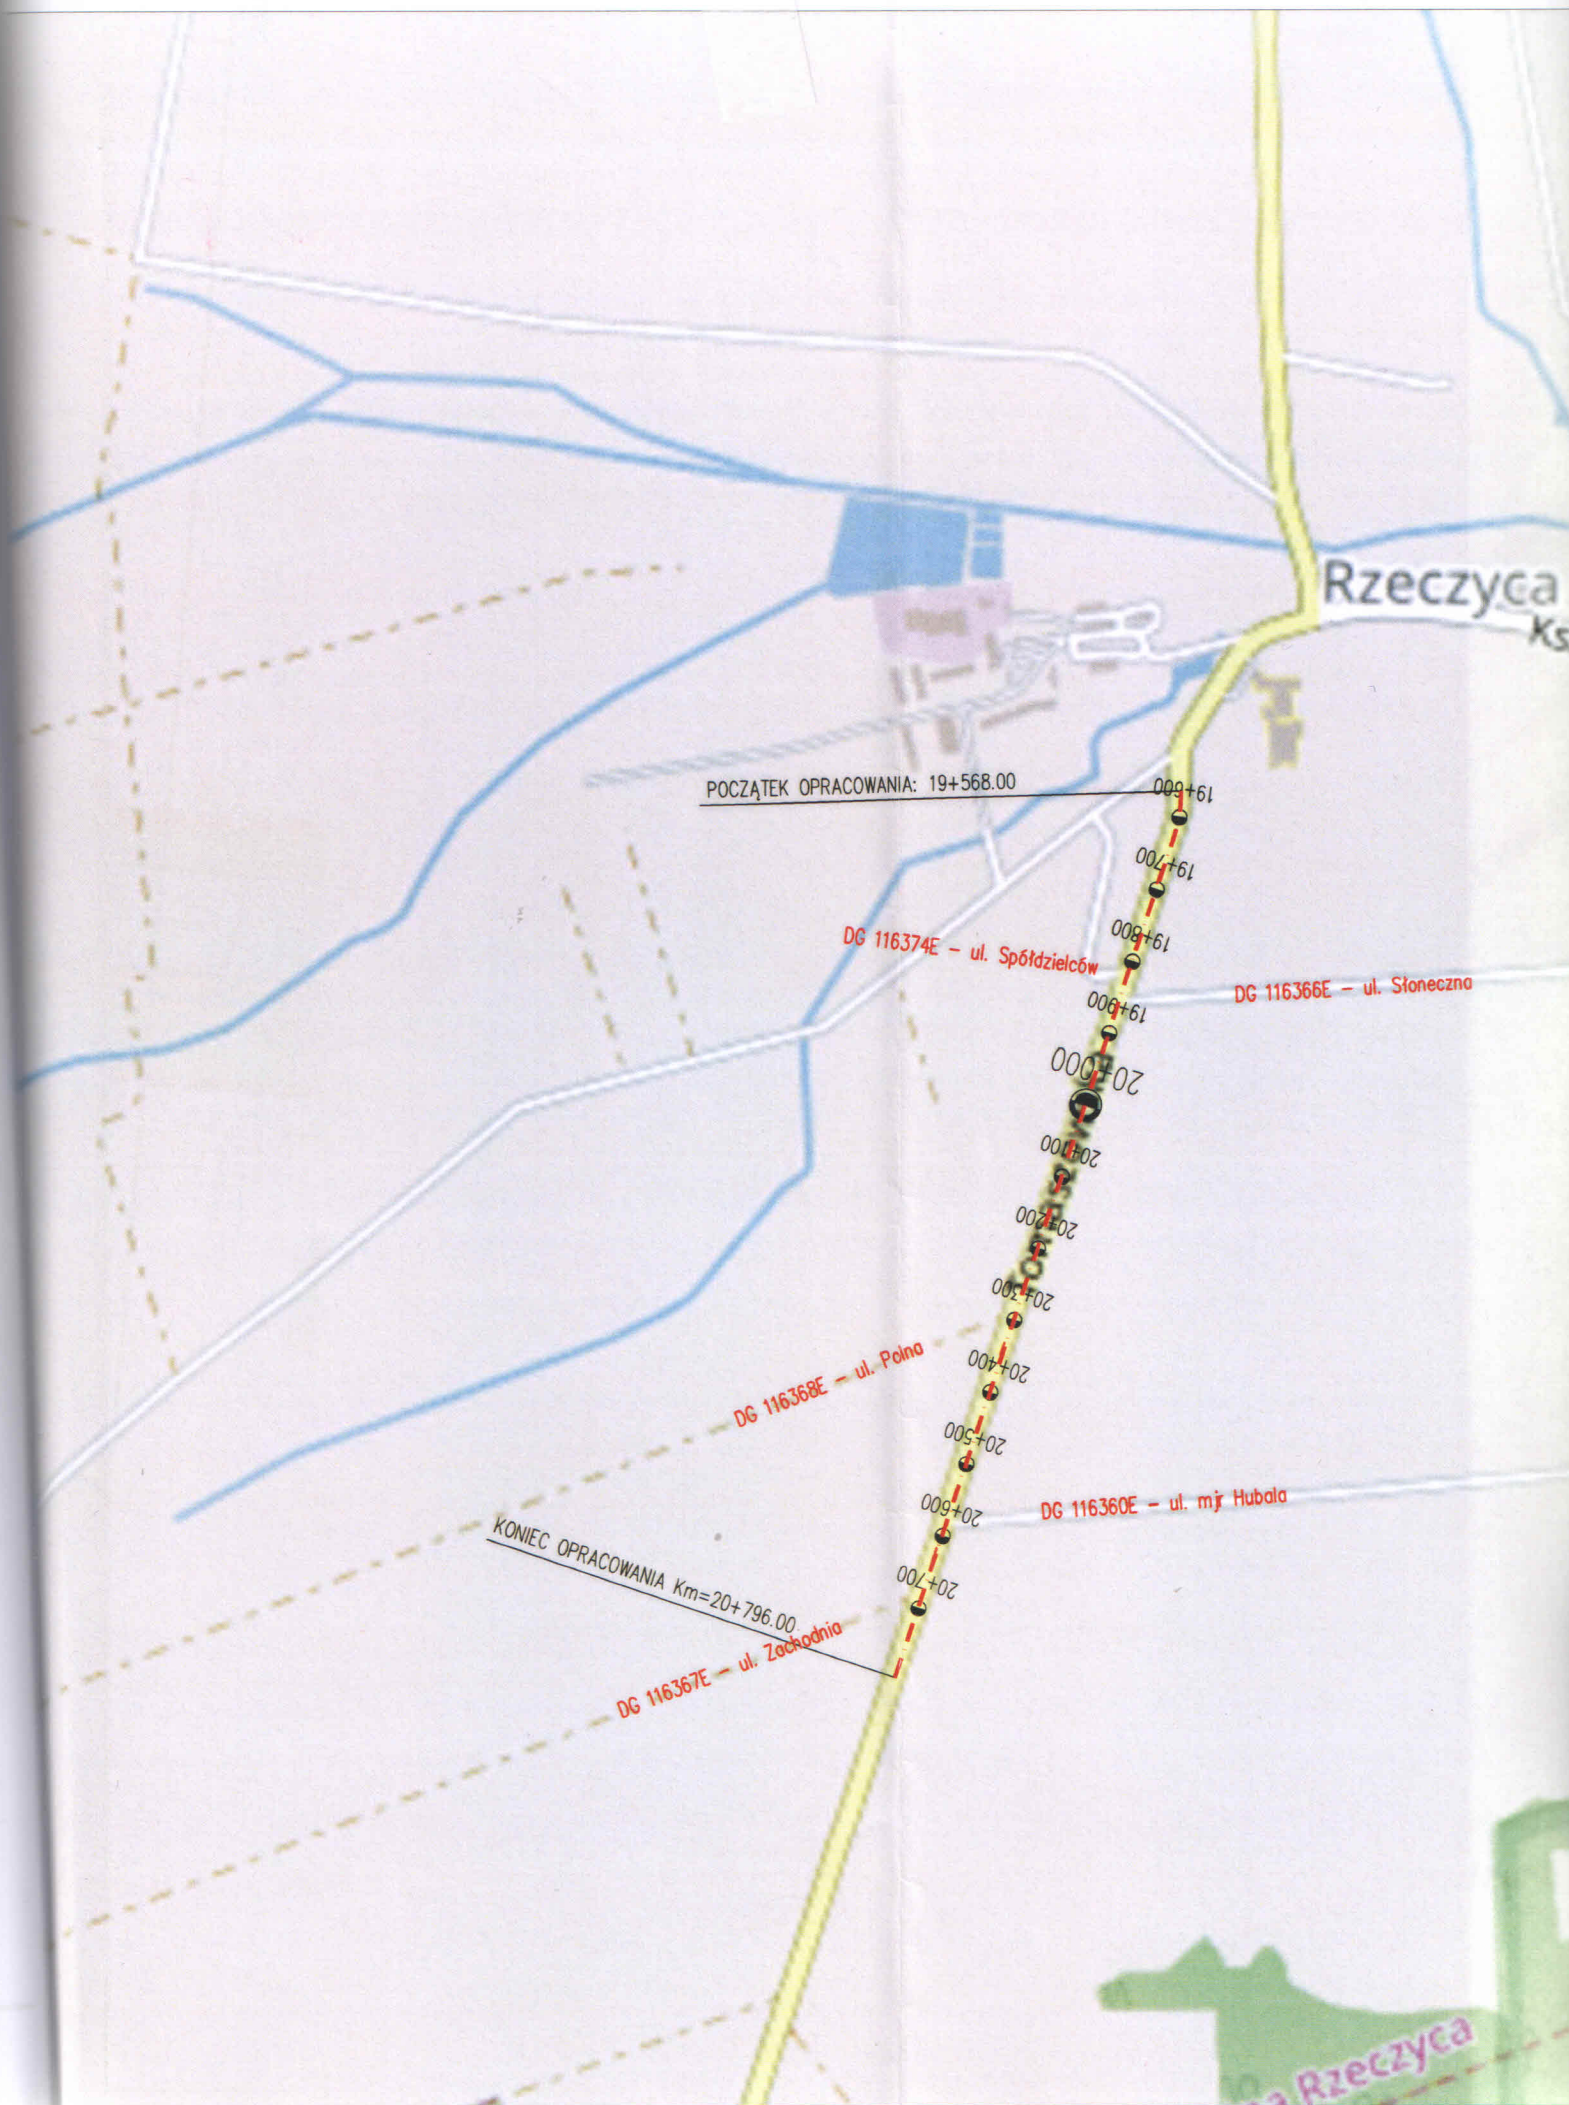 Rzeczyca
Ks
POCZĄTEK OPRACOWANIA: 19+568.00
19+600
19+700
19+800
DG 116374E – ul. Spółdzielców
DG 116366E – ul. Słoneczna
19+900
20+000
20+100
20+200
20+300
DG 116368E – ul. Polna
20+400
20+500
20+600
DG 116360E – ul. mjr Hubala
KONIEC OPRACOWANIA Km=20+796.00
20+700
DG 116367E – ul. Zachodnia
Rzeczyca